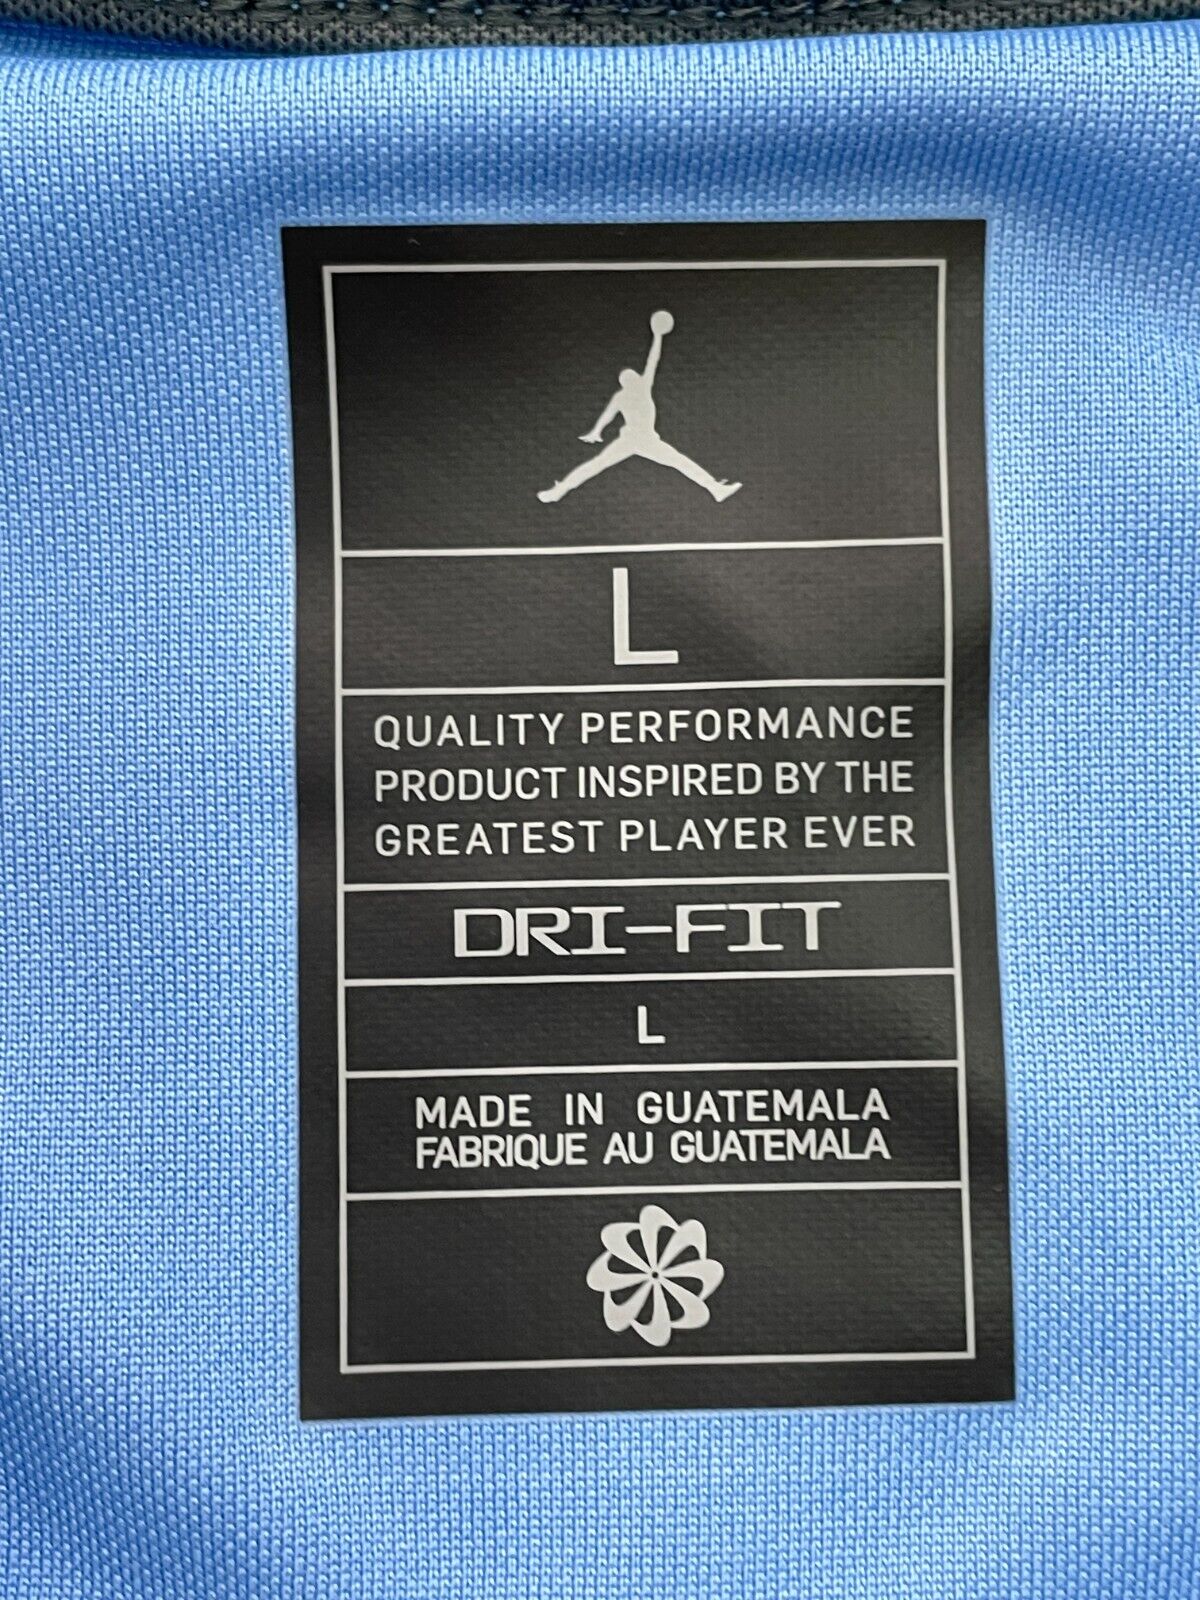 L
QUALITY PERFORMANCE
PRODUCT INSPIRED BY THE
GREATEST PLAYER EVER
DRI-FIT
L
MADE IN GUATEMALA
FABRIQUE AU GUATEMALA